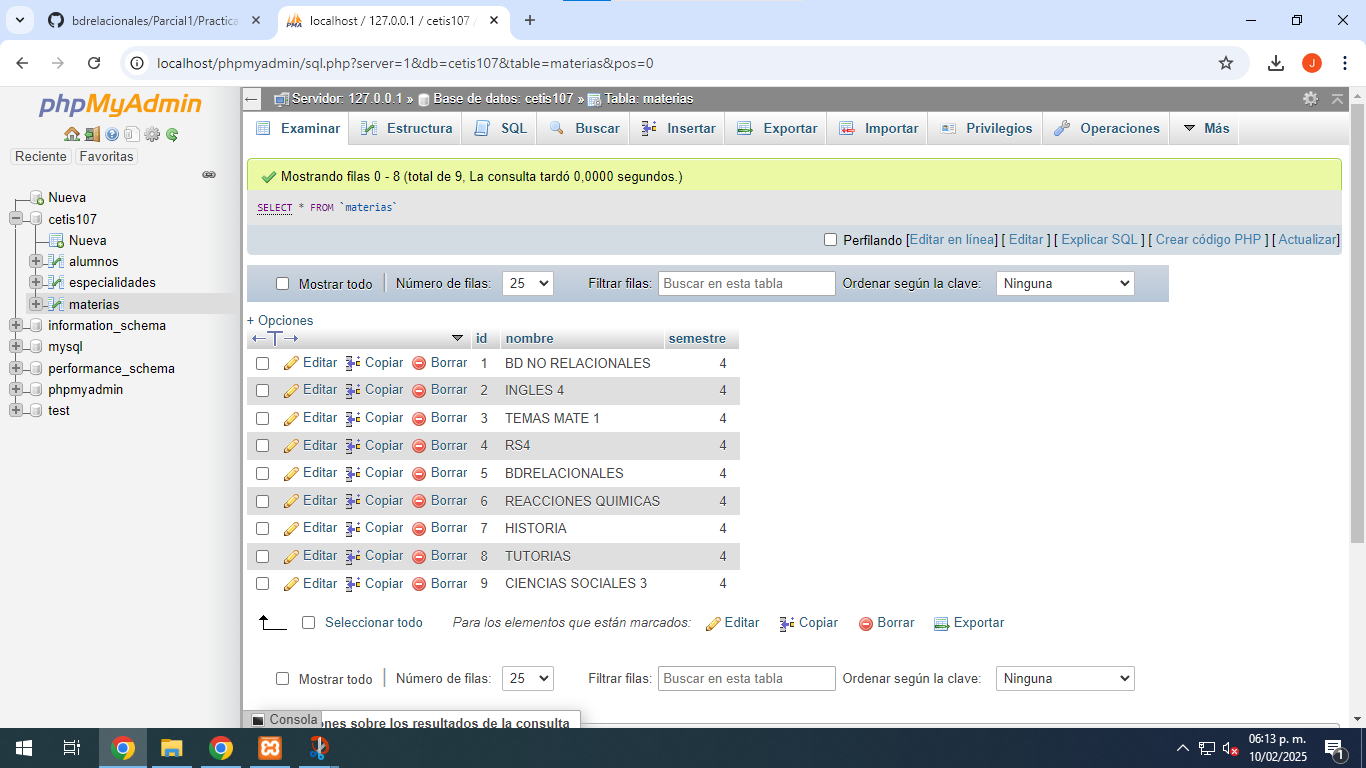 bdrelacionales/Parcial1/Practica
localhost / 127.0.0.1 / cetis107
localhost/phpmyadmin/sql.php?server=1&db=cetis107&table=materias&pos=0
J
phpMyAdmin
Reciente Favoritas
Nueva
cetis107
Nueva
alumnos
especialidades
materias
information_schema
mysql
performance_schema
phpmyadmin
test
Servidor: 127.0.0.1 » Base de datos: cetis107 » Tabla: materias
Examinar Estructura SQL Buscar Insertar Exportar Importar Privilegios Operaciones Más
Mostrando filas 0 - 8 (total de 9, La consulta tardó 0,0000 segundos.)
SELECT * FROM `materias`
Perfilando [Editar en línea] [ Editar ] [ Explicar SQL ] [ Crear código PHP ] [ Actualizar]
Mostrar todo Número de filas: 25 Filtrar filas: Buscar en esta tabla Ordenar según la clave: Ninguna
+ Opciones
←T→ id nombre semestre
Editar Copiar Borrar 1 BD NO RELACIONALES 4
Editar Copiar Borrar 2 INGLES 4 4
Editar Copiar Borrar 3 TEMAS MATE 1 4
Editar Copiar Borrar 4 RS4 4
Editar Copiar Borrar 5 BDRELACIONALES 4
Editar Copiar Borrar 6 REACCIONES QUIMICAS 4
Editar Copiar Borrar 7 HISTORIA 4
Editar Copiar Borrar 8 TUTORIAS 4
Editar Copiar Borrar 9 CIENCIAS SOCIALES 3 4
Seleccionar todo Para los elementos que están marcados: Editar Copiar Borrar Exportar
Mostrar todo Número de filas: 25 Filtrar filas: Buscar en esta tabla Ordenar según la clave: Ninguna
Consola
ones sobre los resultados de la consulta
06:13 p. m.
10/02/2025
1